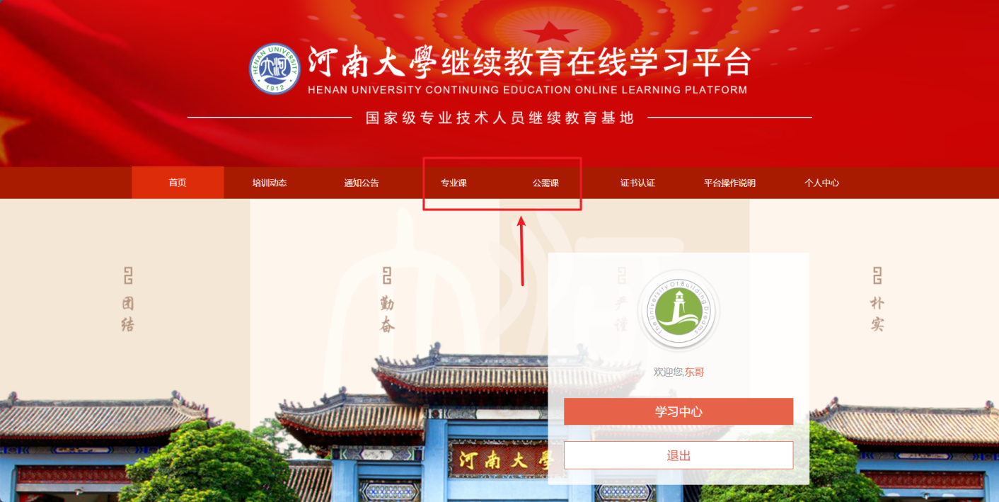 HENAN UNIVERSITY
1912
河南大學继续教育在线学习平台
HENAN UNIVERSITY CONTINUING EDUCATION ONLINE LEARNING PLATFORM
国家级专业技术人员继续教育基地
首页 培训动态 通知公告 专业课 公需课 证书认证 平台操作说明 个人中心
团结
勤奋
严谨
朴实
The University Of Building Dreams
欢迎您,东哥
学习中心
退出
河南大學